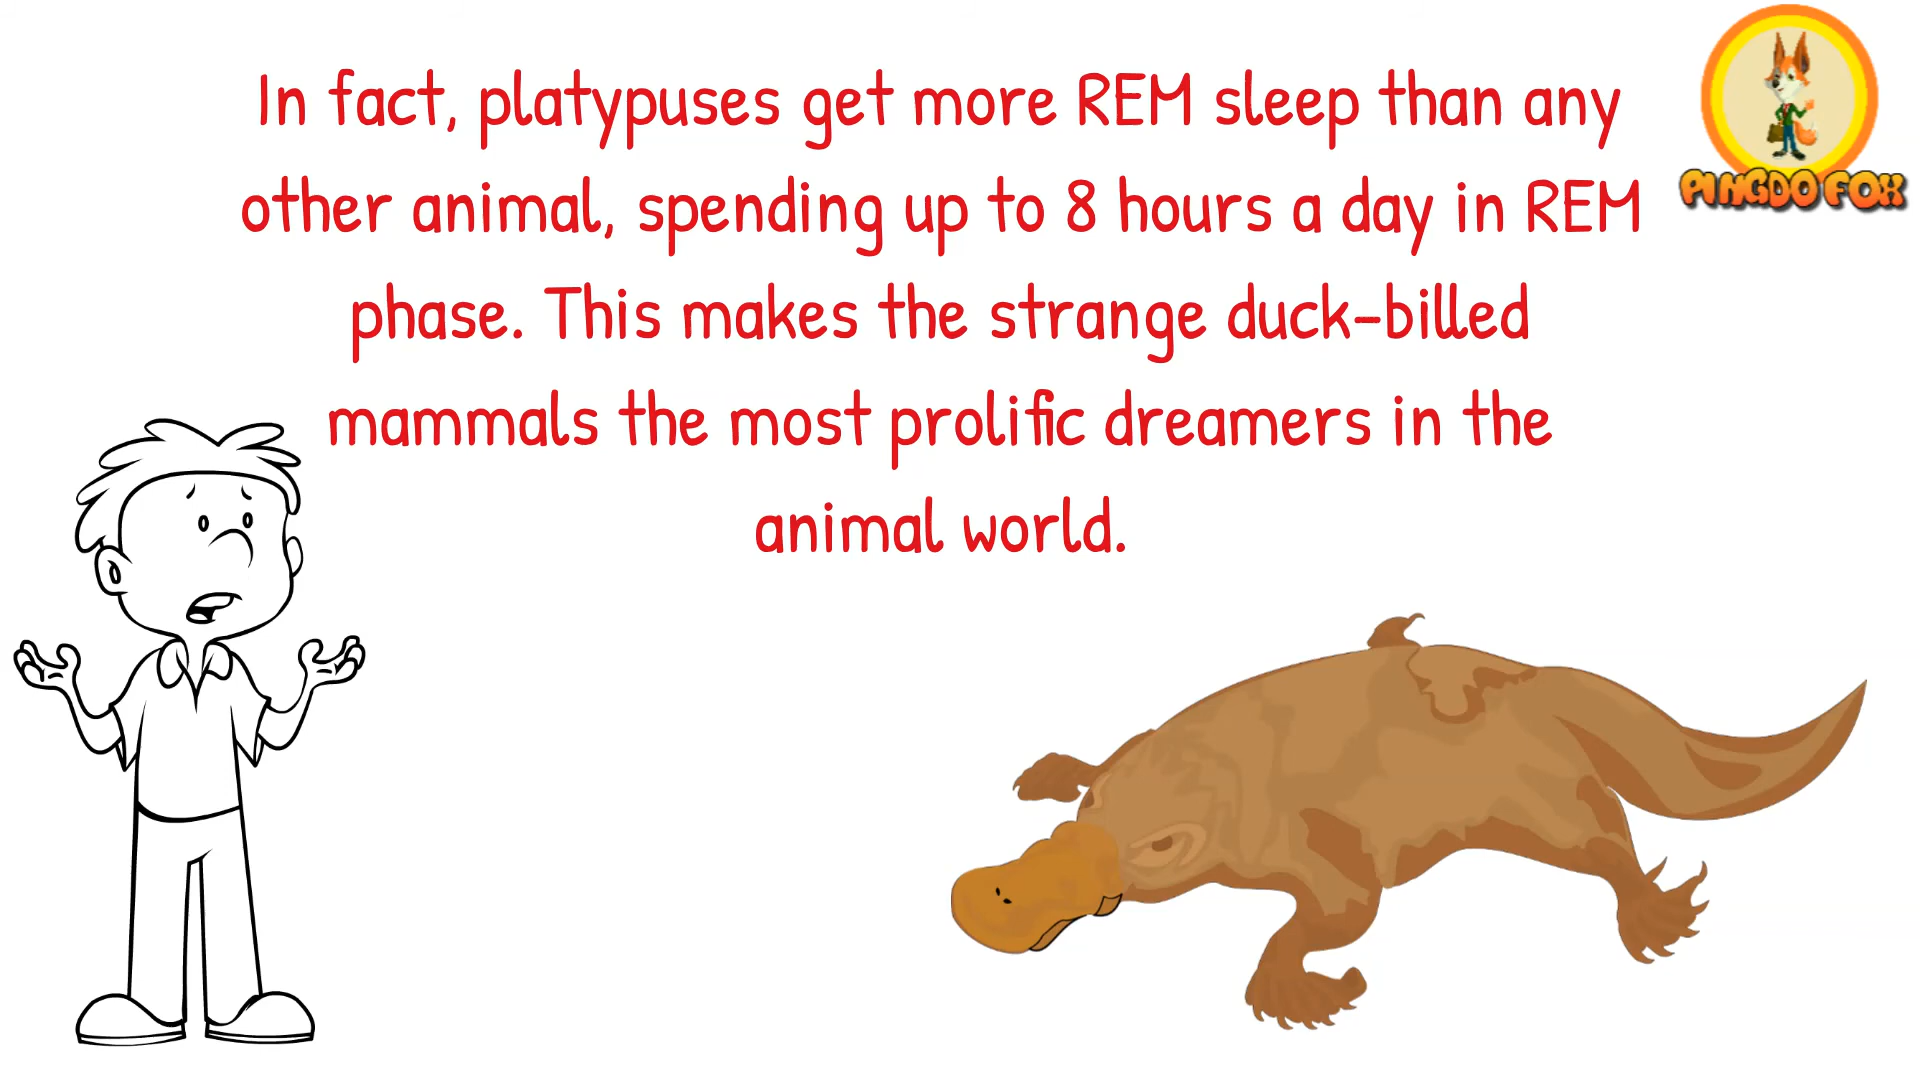 In fact, platypuses get more REM sleep than any
other animal, spending up to 8 hours a day in REM
phase. This makes the strange duck-billed
mammals the most prolific dreamers in the
animal world.
PINGDO FOX